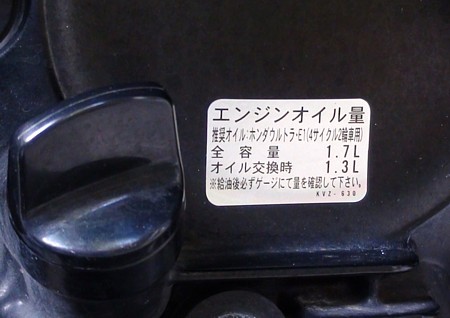 エンジンオイル量
推奨オイル:ホンダウルトラ-E1(4サイクル2輪車用)
全容量 1.7L
オイル交換時 1.3L
※給油後必ずゲージにて量を確認して下さい。
KVZ-630